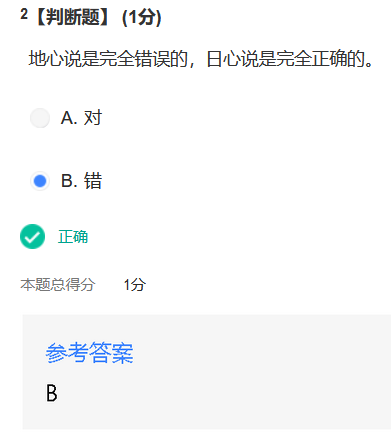 2【判断题】 (1分)
地心说是完全错误的，日心说是完全正确的。
A. 对
B. 错
正确
本题总得分 1分
参考答案
B